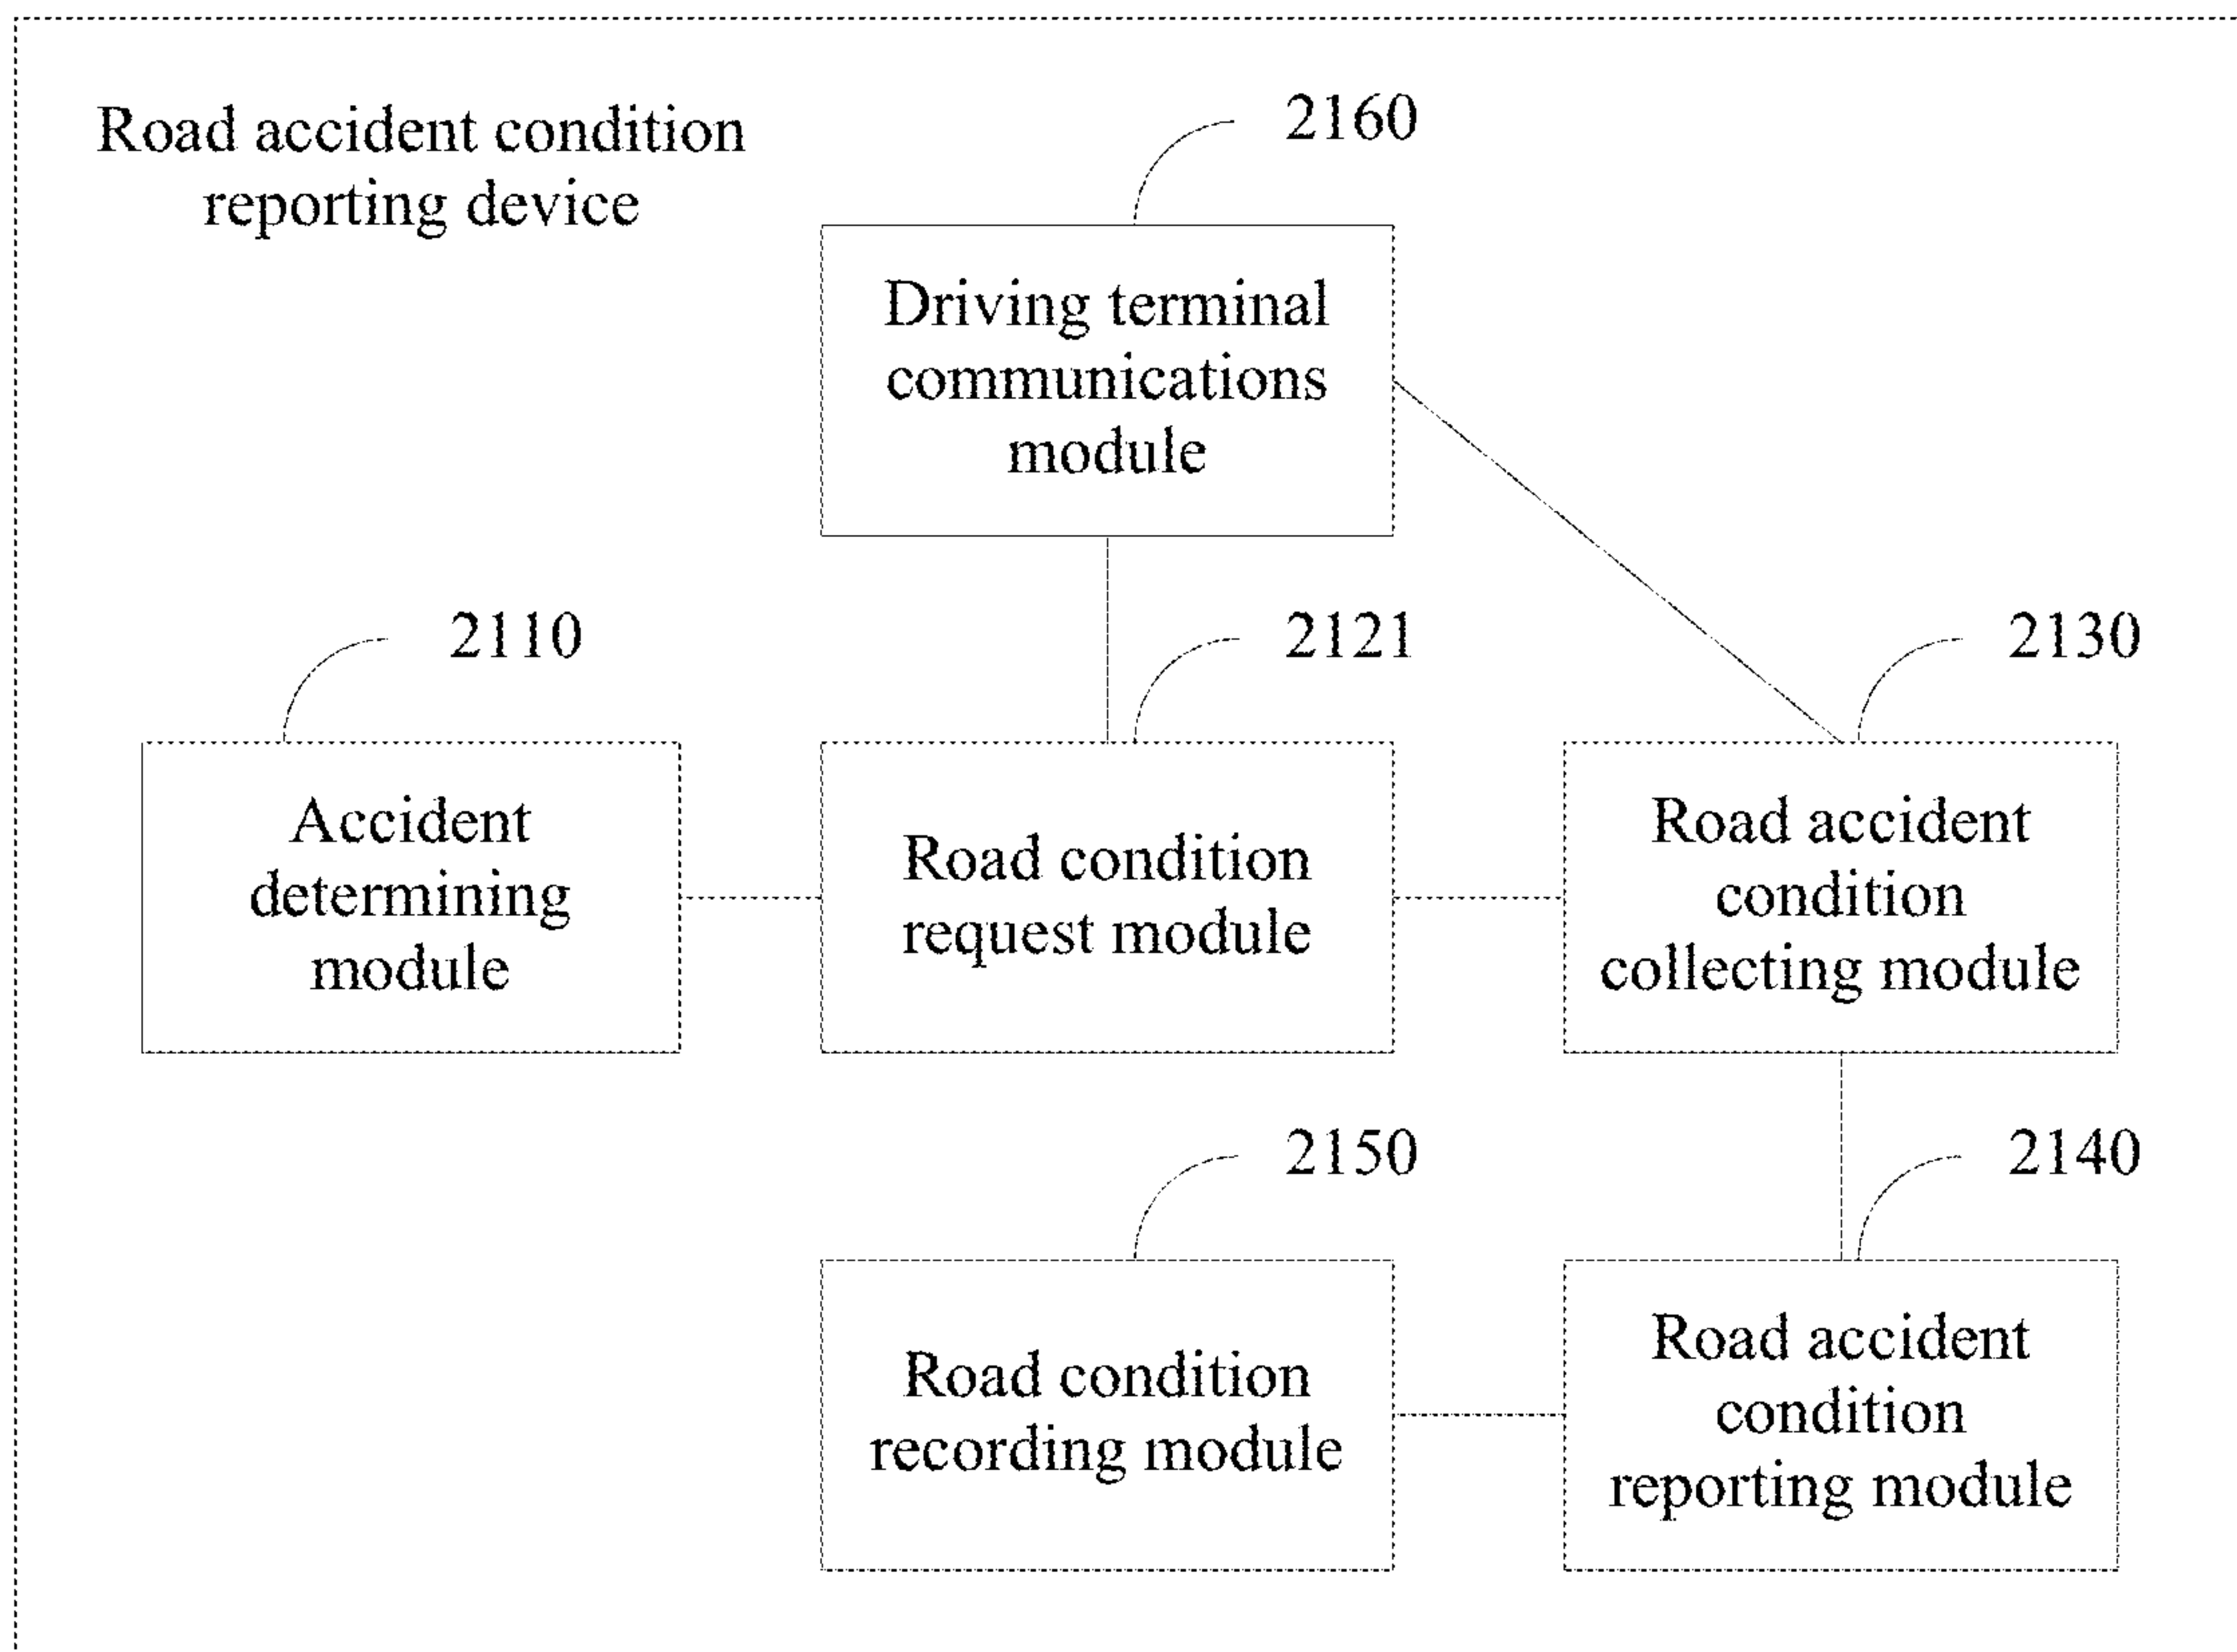 Road accident condition
reporting device
2160
Driving terminal
communications
module
2110
2121
2130
Accident
determining
module
Road condition
request module
Road accident
condition
collecting module
2150
2140
Road condition
recording module
Road accident
condition
reporting module